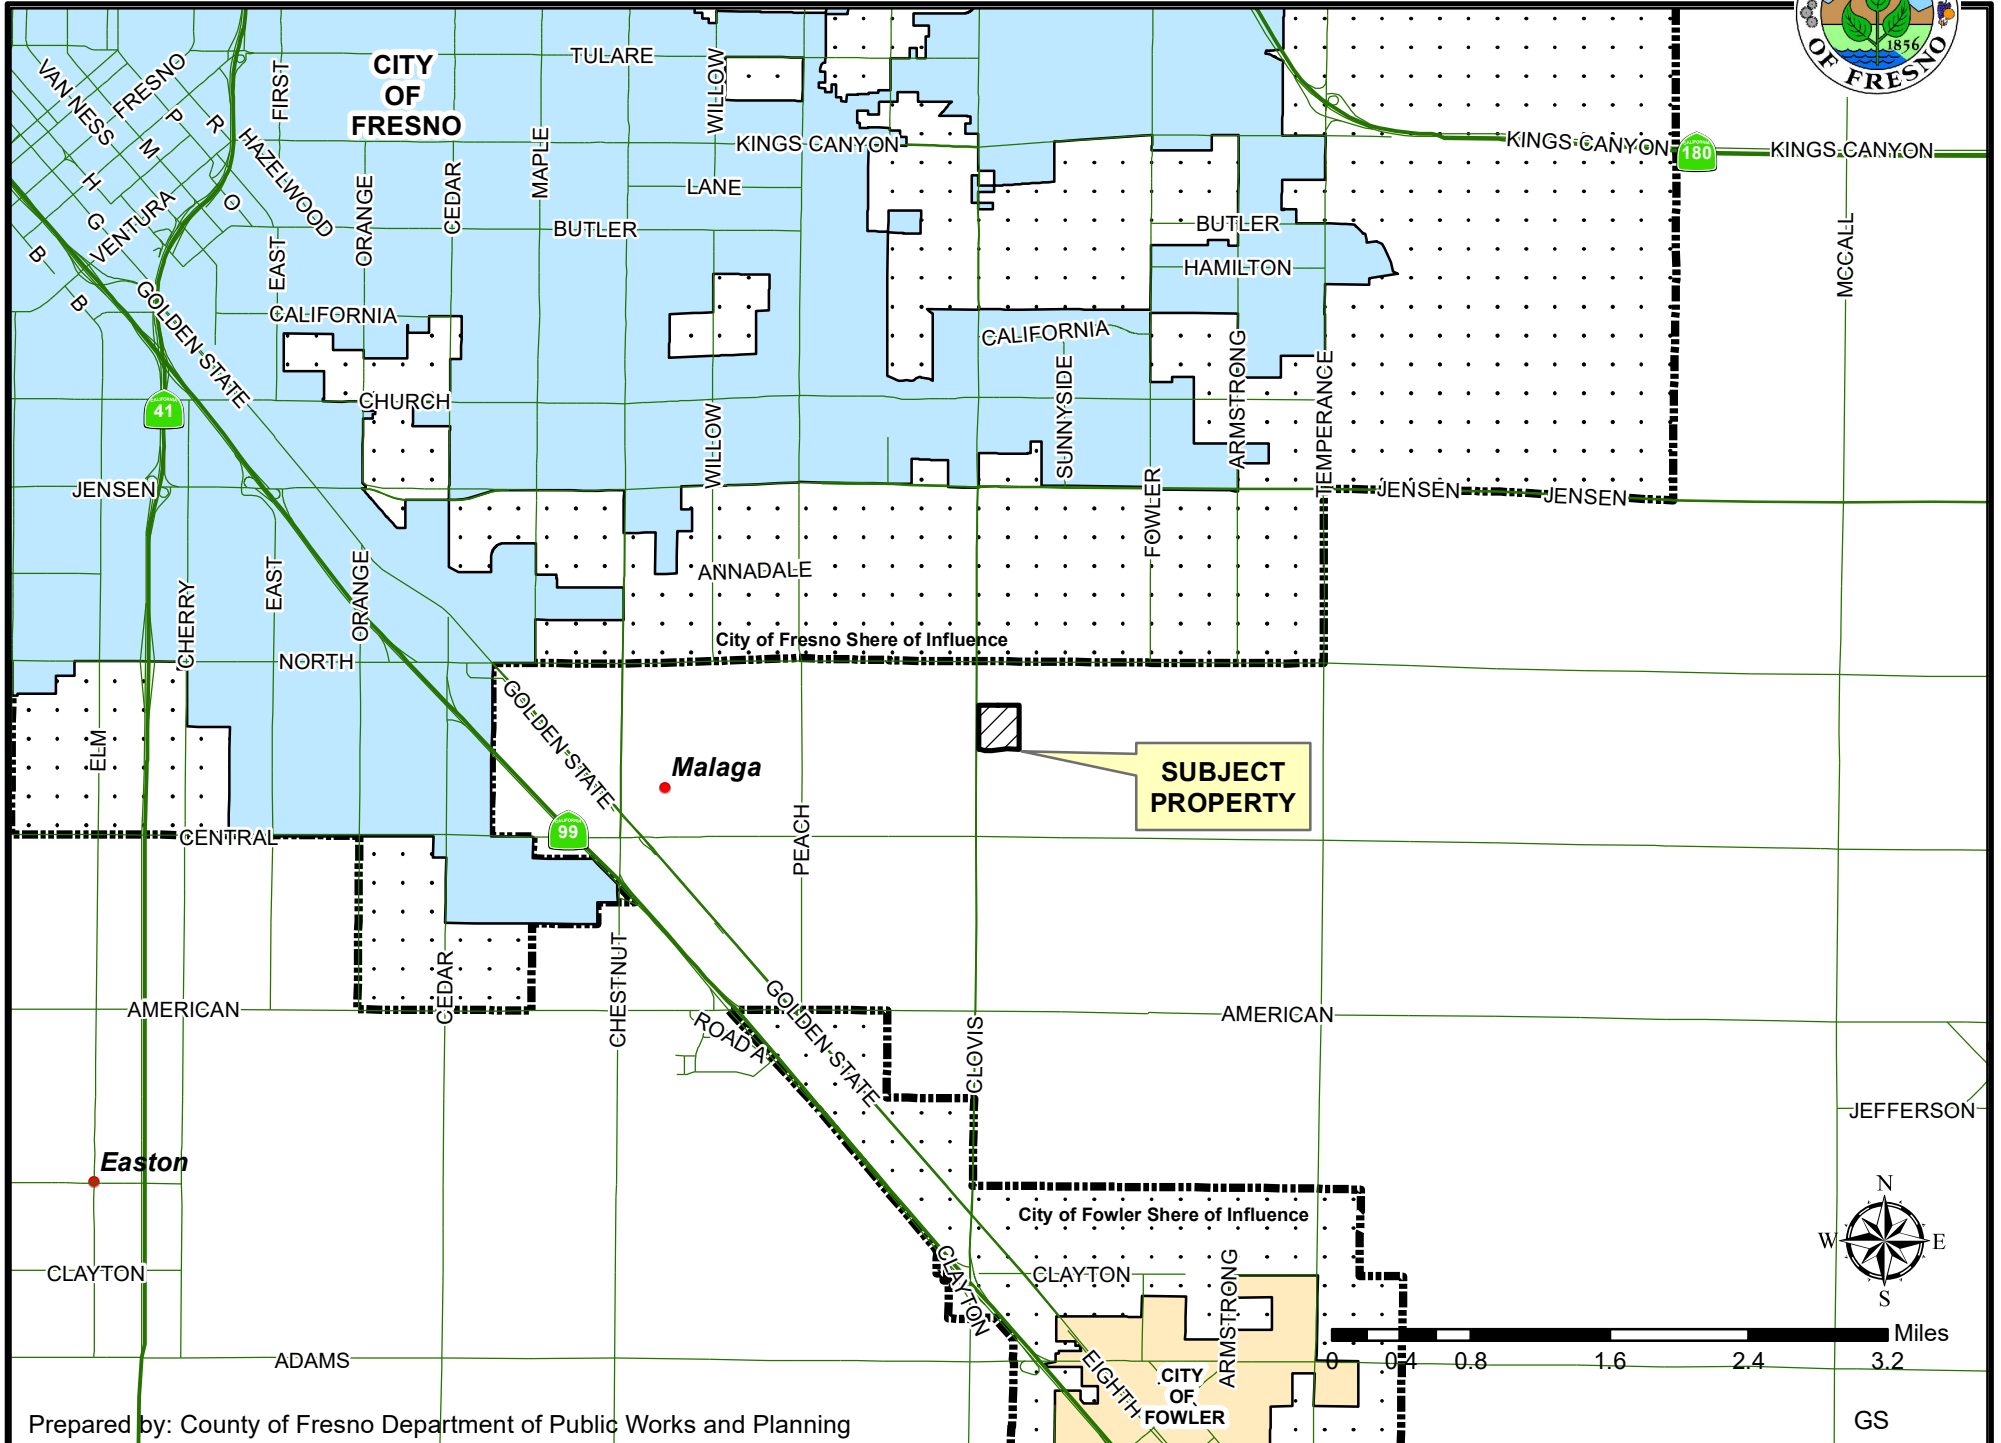 1856
OF FRESNO
TULARE
FIRST
WILLOW
CITY
OF
FRESNO
VAN NESS
FRESNO
P
R
M
HAZELWOOD
H
O
G
VENTURA
B
B
MAPLE
KINGS CANYON
KINGS CANYON
180
KINGS CANYON
CEDAR
ORANGE
LANE
BUTLER
BUTLER
EAST
HAMILTON
MCCALL
GOLDEN STATE
CALIFORNIA
CALIFORNIA
SUNNYSIDE
ARMSTRONG
TEMPERANCE
CALIFORNIA
41
CHURCH
WILLOW
JENSEN
FOWLER
JENSEN
JENSEN
CHERRY
EAST
ORANGE
ANNADALE
City of Fresno Shere of Influence
NORTH
GOLDEN STATE
ELM
Malaga
SUBJECT
PROPERTY
CENTRAL
CALIFORNIA
99
PEACH
CHESTNUT
CEDAR
AMERICAN
ROAD A
GOLDEN STATE
CLOVIS
AMERICAN
JEFFERSON
Easton
N
W
E
S
City of Fowler Shere of Influence
CLAYTON
CLAYTON
CLAYTON
ARMSTRONG
Miles
0 0.4 0.8 1.6 2.4 3.2
ADAMS
EIGHTH
CITY
OF
FOWLER
Prepared by: County of Fresno Department of Public Works and Planning
GS